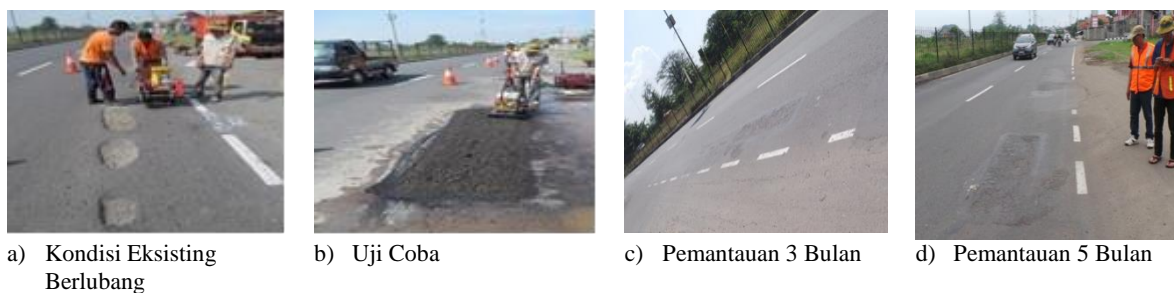 a) Kondisi Eksisting
Berlubang
b) Uji Coba
c) Pemantauan 3 Bulan
d) Pemantauan 5 Bulan